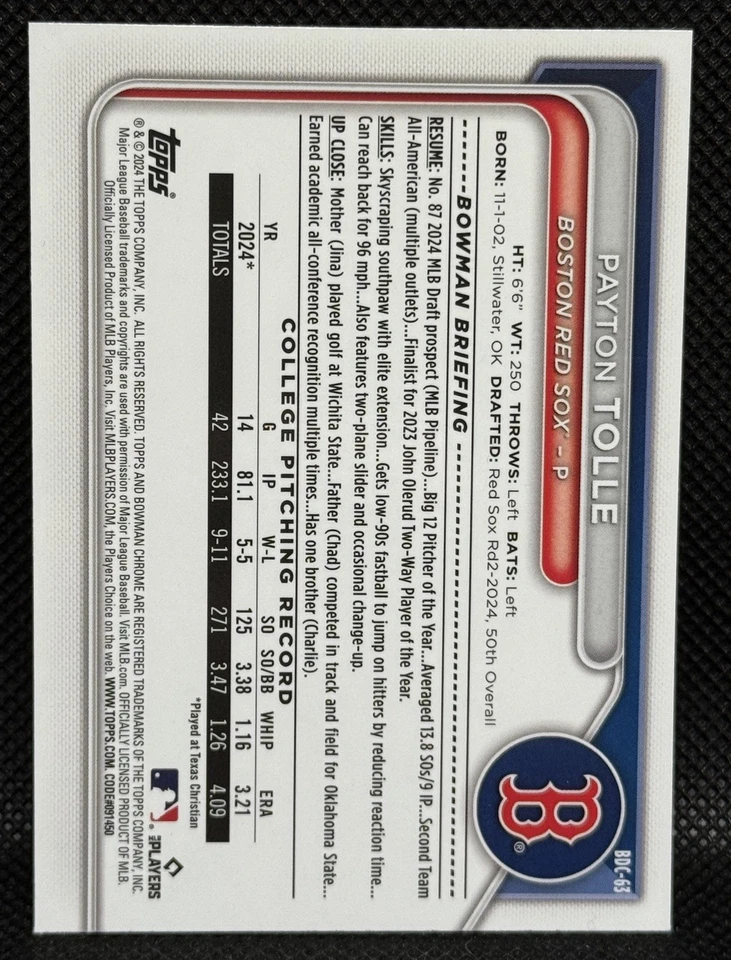 BDC-63
PAYTON TOLLE
BOSTON RED SOX® – P
B®
HT: 6'6" WT: 250 THROWS: Left BATS: Left
BORN: 11-1-02, Stillwater, OK DRAFTED: Red Sox Rd2-2024, 50th Overall
BOWMAN BRIEFING
RESUME: No. 87 2024 MLB Draft prospect (MLB Pipeline)...Big 12 Pitcher of the Year...Averaged 13.8 SOs/9 IP...Second Team
All-American (multiple outlets)...Finalist for 2023 John Olerud Two-Way Player of the Year.
SKILLS: Skyscraping southpaw with elite extension...Gets low-90s fastball to jump on hitters by reducing reaction time...
Can reach back for 96 mph...Also features two-plane slider and occasional change-up.
UP CLOSE: Mother (Jina) played golf at Wichita State...Father (Chad) competed in track and field for Oklahoma State...
Earned academic all-conference recognition multiple times...Has one brother (Charlie).
COLLEGE PITCHING RECORD
YR G IP W-L SO SO/BB WHIP ERA
2024* 14 81.1 5-5 125 3.38 1.16 3.21
TOTALS 42 233.1 9-11 271 3.47 1.26 4.09
*Played at Texas Christian
topps®
MLB PLAYERS
® & © 2024 THE TOPPS COMPANY, INC. ALL RIGHTS RESERVED. TOPPS AND BOWMAN CHROME ARE REGISTERED TRADEMARKS OF THE TOPPS COMPANY, INC.
Major League Baseball trademarks and copyrights are used with permission of Major League Baseball. Visit MLB.com. OFFICIALLY LICENSED PRODUCT OF MLB
Officially Licensed Product of MLB Players, Inc. Visit MLBPLAYERS.COM, the Players Choice on the web. WWW.TOPPS.COM. CODE#091450